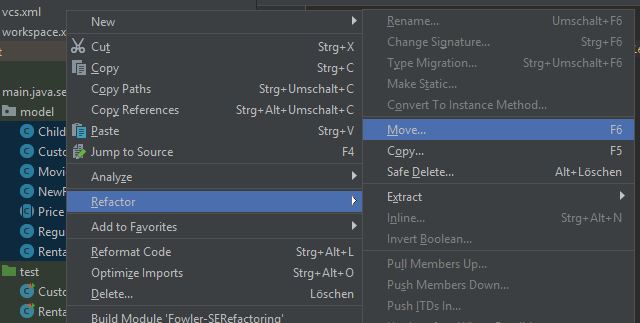 vcs.xml
workspace.x
main.java.se
model
Child
Custo
Movi
NewR
Price
Regu
Renta
test
Custo
Renta
New
Cut Strg+X
Copy Strg+C
Copy Paths Strg+Umschalt+C
Copy References Strg+Alt+Umschalt+C
Paste Strg+V
Jump to Source F4
Analyze
Refactor
Add to Favorites
Reformat Code Strg+Alt+L
Optimize Imports Strg+Alt+O
Delete... Löschen
Build Module 'Fowler-SERefactoring'
Rename... Umschalt+F6
Change Signature... Strg+F6
Type Migration... Strg+Umschalt+F6
Make Static...
Convert To Instance Method...
Move... F6
Copy... F5
Safe Delete... Alt+Löschen
Extract
Inline... Strg+Alt+N
Invert Boolean...
Pull Members Up...
Push Members Down...
Push ITDs In...